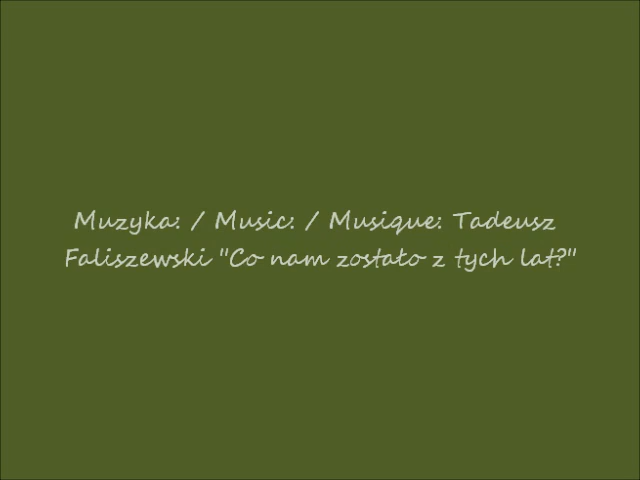 Muzyka: / Music: / Musique: Tadeusz
Faliszewski "Co nam zostało z tych lat?"